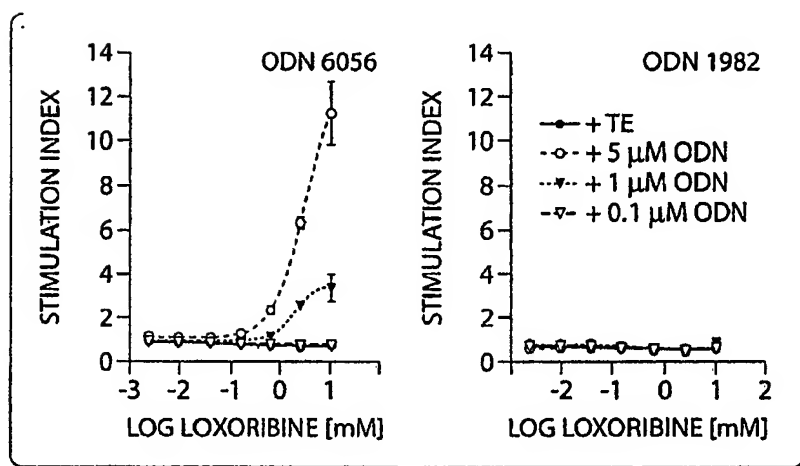 ODN 6056
STIMULATION INDEX
14
12
10
8
6
4
2
0
-3 -2 -1 0 1 2
LOG LOXORIBINE [mM]
ODN 1982
STIMULATION INDEX
14
12
10
8
6
4
2
0
+ TE
+ 5 μM ODN
+ 1 μM ODN
+ 0.1 μM ODN
-2 -1 0 1 2
LOG LOXORIBINE [mM]